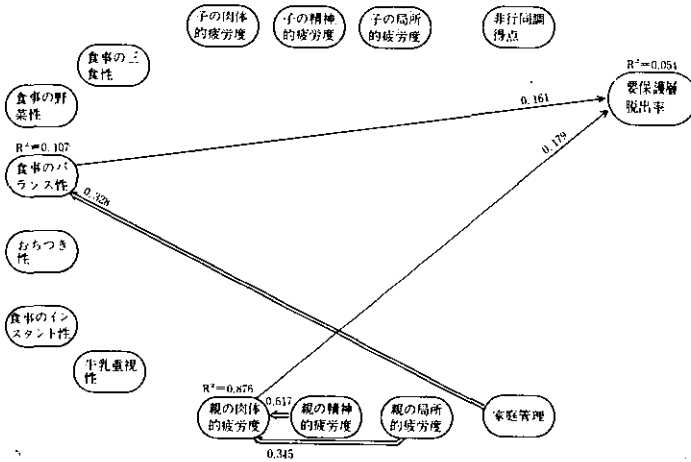 子の肉体
的疲労度
子の精神
的疲労度
子の局所
的疲労度
非行同調
得点
食事の三
食性
R²=0.054
要保護層
脱出率
食事の野
菜性
0.161
R²=0.107
食事のバ
ランス性
0.179
0.328
おちつき
性
食事のイン
スタント性
牛乳重視
性
R²=0.876
親の肉体
的疲労度
0.617
親の精神
的疲労度
親の局所
的疲労度
家庭管理
0.345